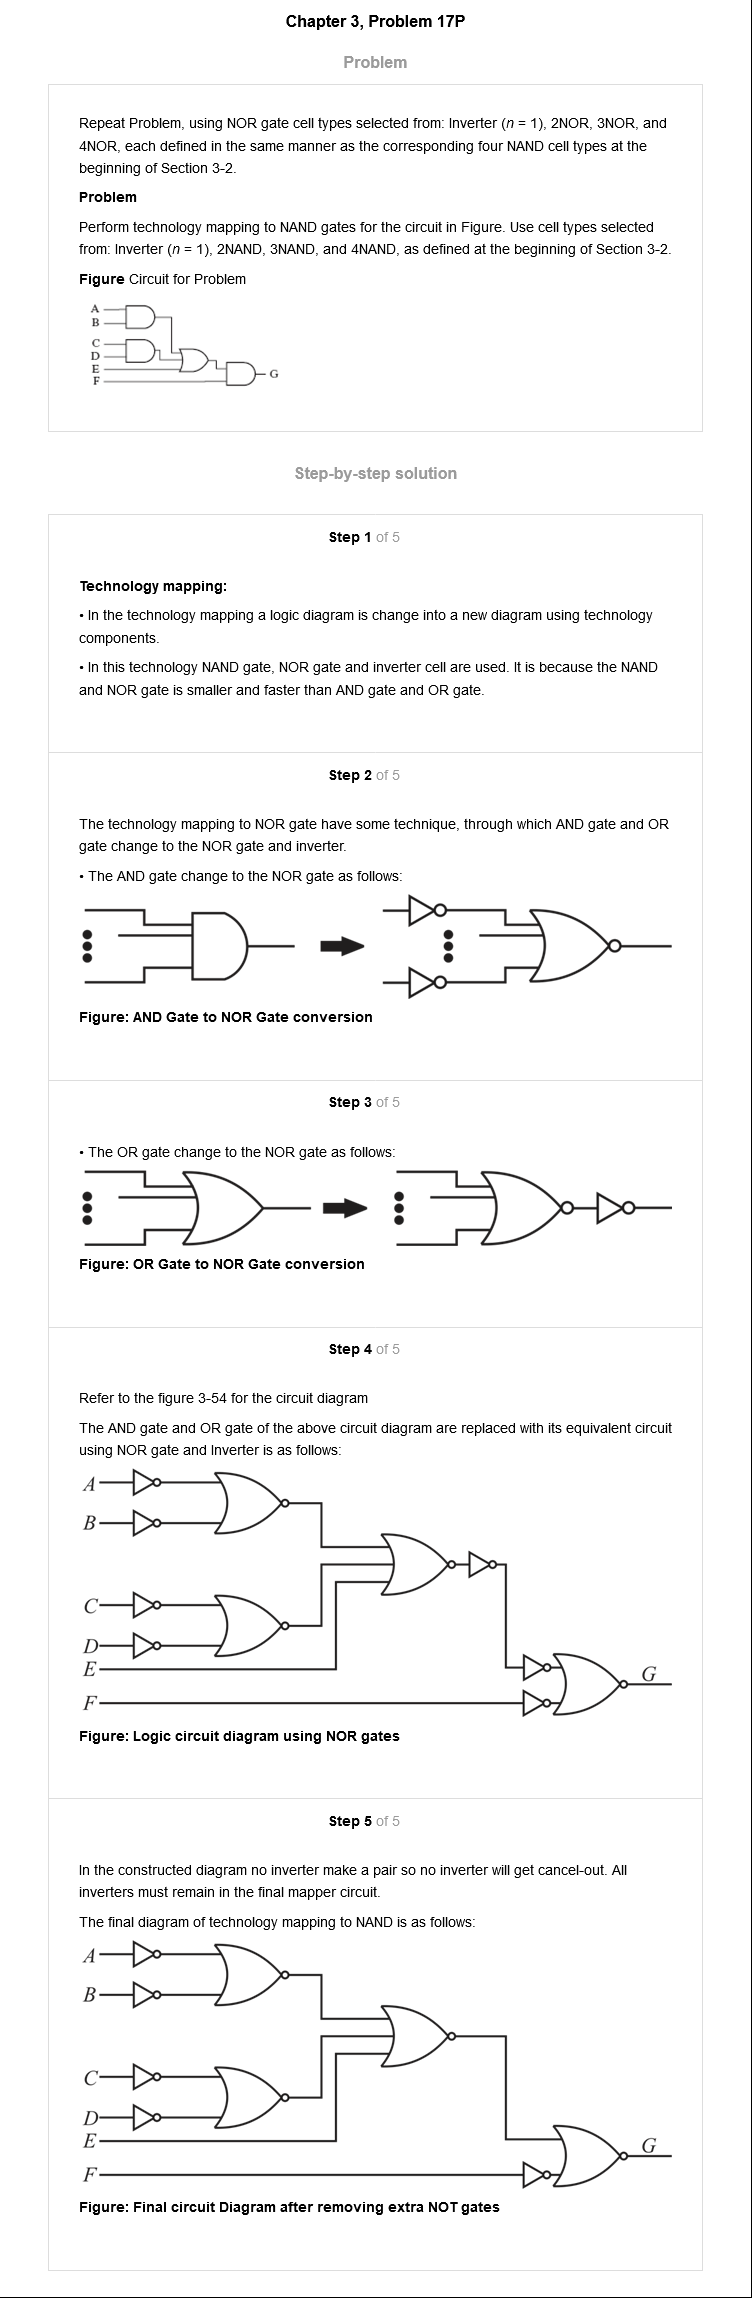 Chapter 3, Problem 17P
Problem
Repeat Problem, using NOR gate cell types selected from: Inverter (n = 1), 2NOR, 3NOR, and
4NOR, each defined in the same manner as the corresponding four NAND cell types at the
beginning of Section 3-2.
Problem
Perform technology mapping to NAND gates for the circuit in Figure. Use cell types selected
from: Inverter (n = 1), 2NAND, 3NAND, and 4NAND, as defined at the beginning of Section 3-2.
Figure Circuit for Problem
A
B
C
D
E
F
G
Step-by-step solution
Step 1 of 5
Technology mapping:
• In the technology mapping a logic diagram is change into a new diagram using technology
components.
• In this technology NAND gate, NOR gate and inverter cell are used. It is because the NAND
and NOR gate is smaller and faster than AND gate and OR gate.
Step 2 of 5
The technology mapping to NOR gate have some technique, through which AND gate and OR
gate change to the NOR gate and inverter.
• The AND gate change to the NOR gate as follows:
Figure: AND Gate to NOR Gate conversion
Step 3 of 5
• The OR gate change to the NOR gate as follows:
Figure: OR Gate to NOR Gate conversion
Step 4 of 5
Refer to the figure 3-54 for the circuit diagram
The AND gate and OR gate of the above circuit diagram are replaced with its equivalent circuit
using NOR gate and Inverter is as follows:
A
B
C
D
E
F
G
Figure: Logic circuit diagram using NOR gates
Step 5 of 5
In the constructed diagram no inverter make a pair so no inverter will get cancel-out. All
inverters must remain in the final mapper circuit.
The final diagram of technology mapping to NAND is as follows:
A
B
C
D
E
F
G
Figure: Final circuit Diagram after removing extra NOT gates